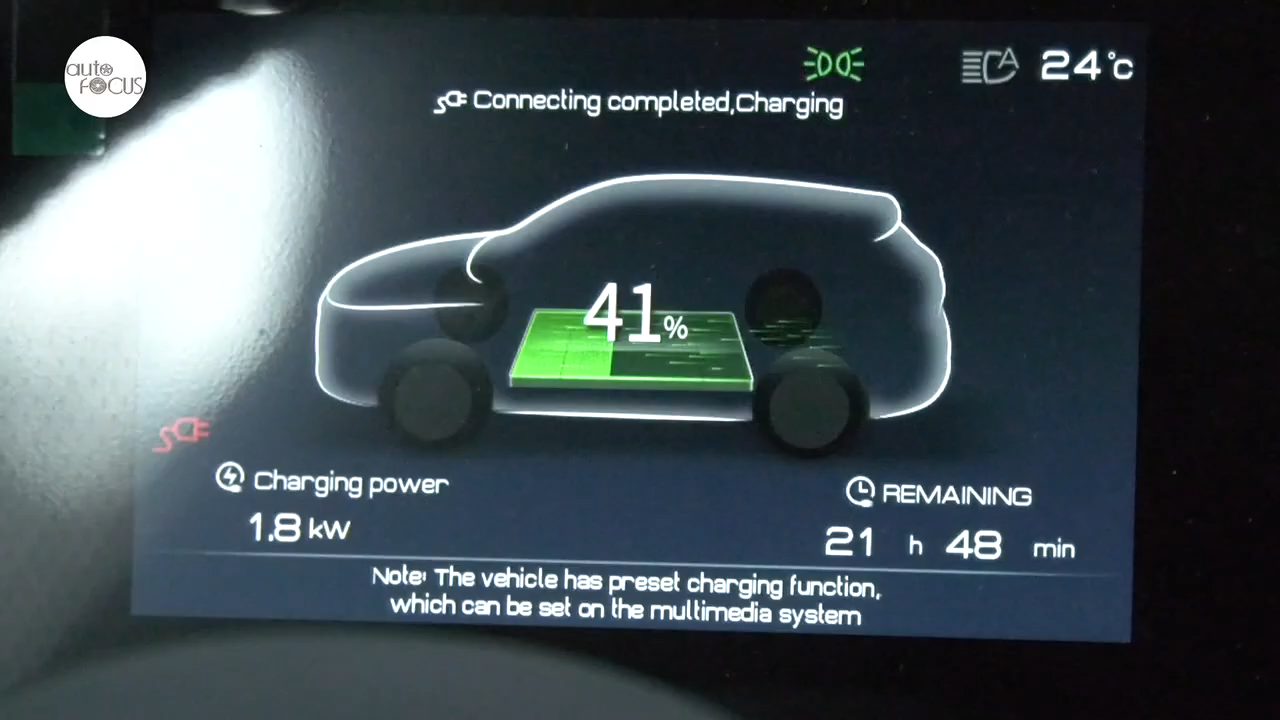 auto
FOCUS
A 24°c
Connecting completed,Charging
41%
Charging power
1.8 kW
REMAINING
21 h 48 min
Note: The vehicle has preset charging function,
which can be set on the multimedia system